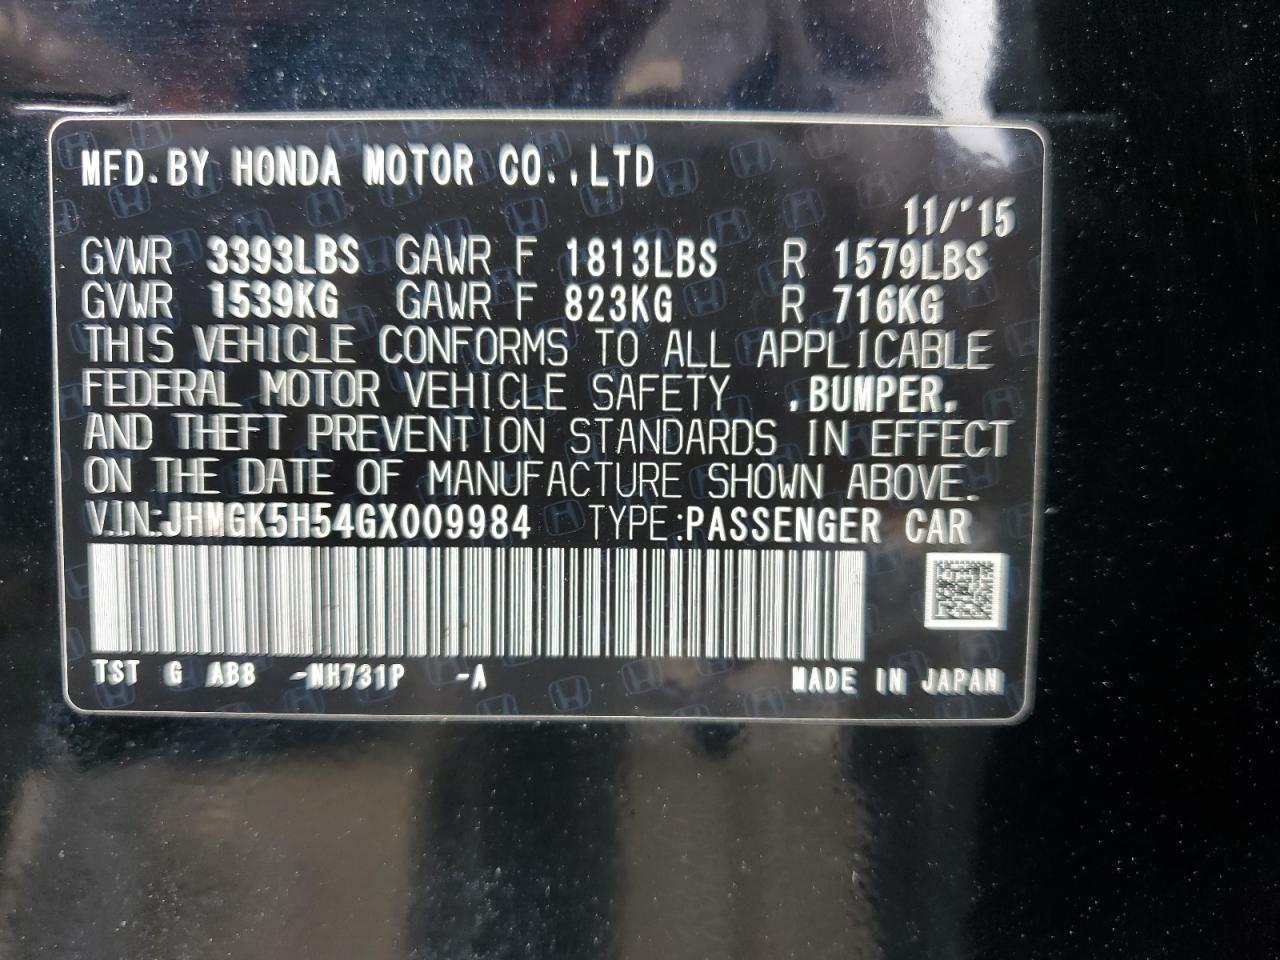 MFD.BY HONDA MOTOR CO.,LTD
11/'15
GVWR 3393LBS GAWR F 1813LBS R 1579LBS
GVWR 1539KG GAWR F 823KG R 716KG
THIS VEHICLE CONFORMS TO ALL APPLICABLE
FEDERAL MOTOR VEHICLE SAFETY ,BUMPER,
AND THEFT PREVENTION STANDARDS IN EFFECT
ON THE DATE OF MANUFACTURE SHOWN ABOVE.
V.I.N:JHMGK5H54GX009984 TYPE:PASSENGER CAR
TST G AB8 -NH731P -A MADE IN JAPAN